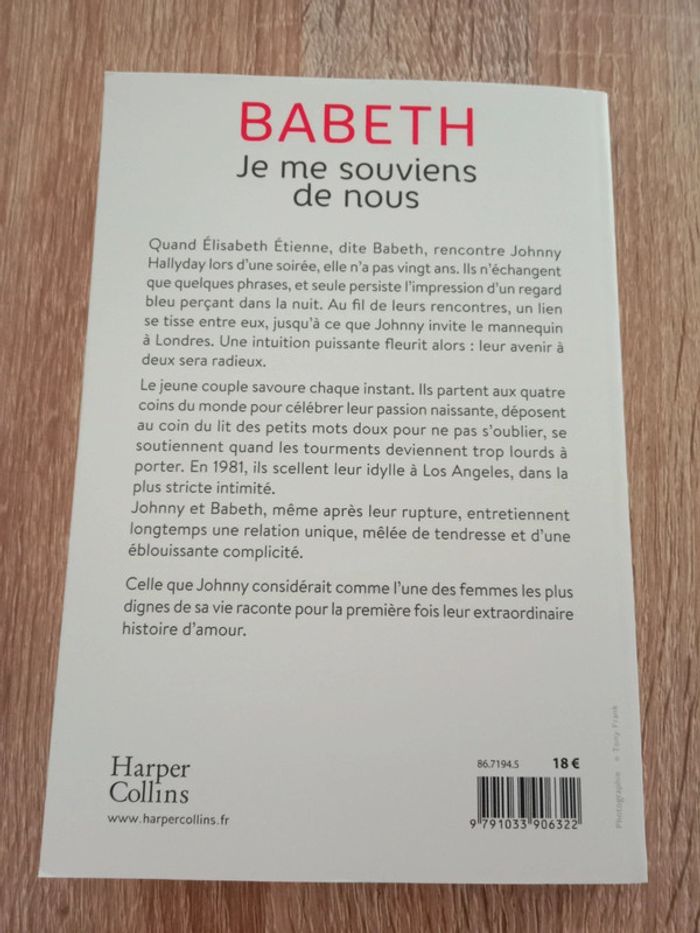 BABETH
Je me souviens
de nous
Quand Élisabeth Étienne, dite Babeth, rencontre Johnny
Hallyday lors d'une soirée, elle n'a pas vingt ans. Ils n'échangent
que quelques phrases, et seule persiste l'impression d'un regard
bleu perçant dans la nuit. Au fil de leurs rencontres, un lien
se tisse entre eux, jusqu'à ce que Johnny invite le mannequin
à Londres. Une intuition puissante fleurit alors : leur avenir à
deux sera radieux.
Le jeune couple savoure chaque instant. Ils partent aux quatre
coins du monde pour célébrer leur passion naissante, déposent
au coin du lit des petits mots doux pour ne pas s'oublier, se
soutiennent quand les tourments deviennent trop lourds à
porter. En 1981, ils scellent leur idylle à Los Angeles, dans la
plus stricte intimité.
Johnny et Babeth, même après leur rupture, entretiennent
longtemps une relation unique, mêlée de tendresse et d'une
éblouissante complicité.
Celle que Johnny considérait comme l'une des femmes les plus
dignes de sa vie raconte pour la première fois leur extraordinaire
histoire d'amour.
Harper
Collins
www.harpercollins.fr
86.7194.5 18 €
9 791033 906322
Photographie © Tony Frank